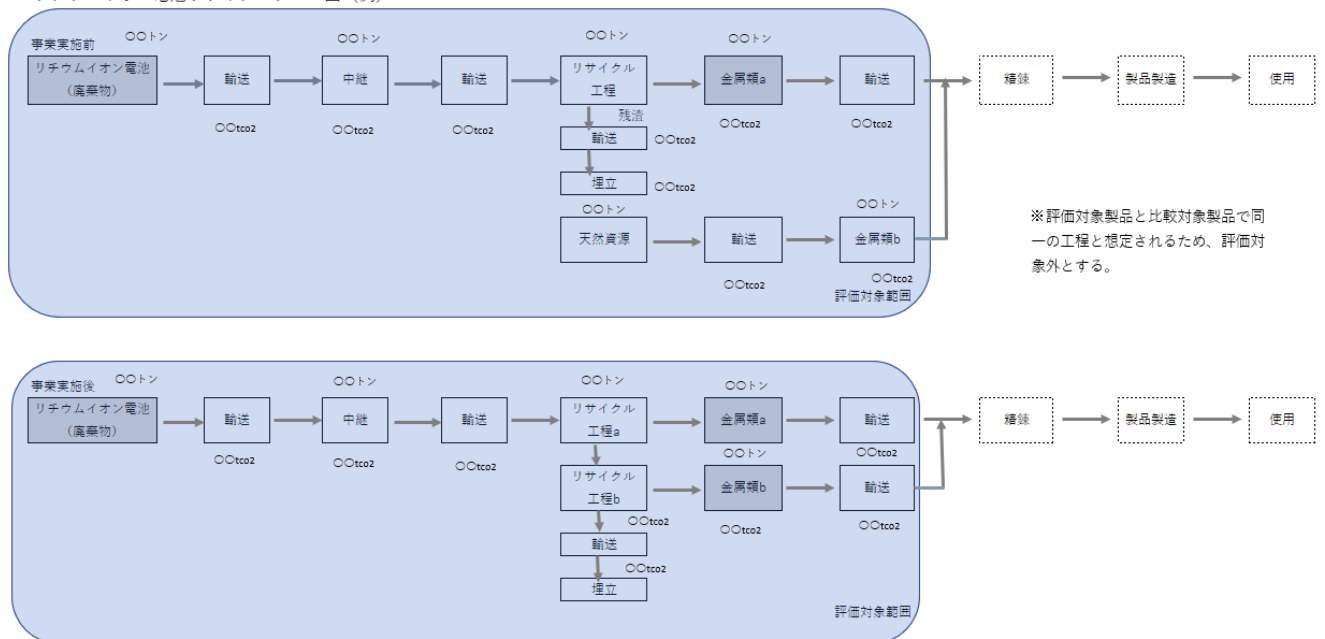 事業実施前
〇〇トン
〇〇トン
〇〇トン
〇〇トン
リチウムイオン電池
（廃棄物）
輸送
中継
輸送
リサイクル
工程
金属類a
輸送
精錬
製品製造
使用
〇〇tco2
〇〇tco2
〇〇tco2
〇〇tco2
〇〇tco2
残渣
輸送
〇〇tco2
埋立
〇〇tco2
〇〇トン
〇〇トン
天然資源
輸送
金属類b
〇〇tco2
〇〇tco2
評価対象範囲
※評価対象製品と比較対象製品で同
一の工程と想定されるため、評価対
象外とする。
事業実施後
〇〇トン
〇〇トン
〇〇トン
〇〇トン
リチウムイオン電池
（廃棄物）
輸送
中継
輸送
リサイクル
工程a
金属類a
輸送
精錬
製品製造
使用
〇〇tco2
〇〇tco2
〇〇tco2
〇〇トン
〇〇tco2
リサイクル
工程b
金属類b
輸送
〇〇tco2
〇〇tco2
〇〇tco2
輸送
〇〇tco2
埋立
評価対象範囲